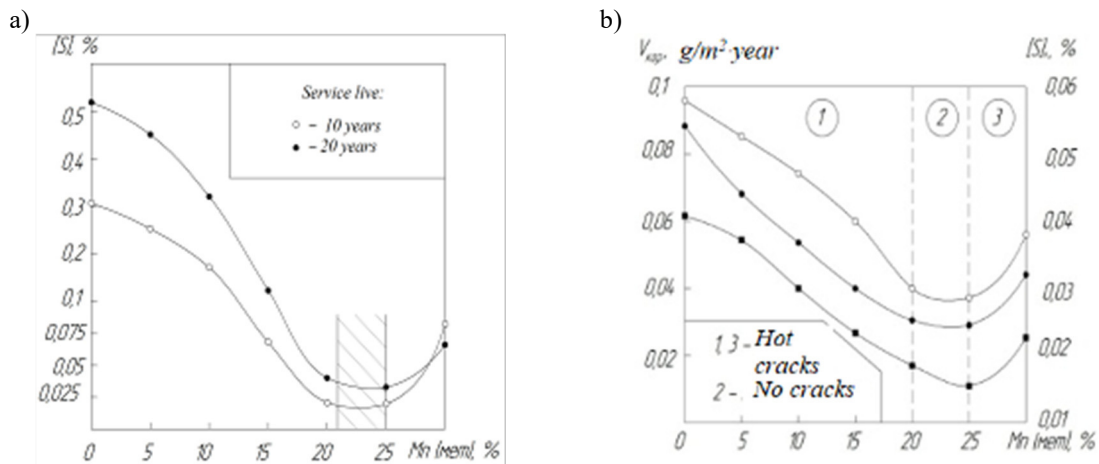 a)
[S], %
0,5
0,4
0,3
0,2
0,1
0,075
0,05
0,025
0 5 10 15 20 25 Mn (мет), %
Service live:
○ – 10 years
● – 20 years
b)
Vкор, g/m²·year
[S], %
0,1
0,08
0,06
0,04
0,02
0,06
0,05
0,04
0,03
0,02
0,01
1
2
3
1,3 – Hot
cracks
2 – No cracks
0 5 10 15 20 25 Mn (мет), %